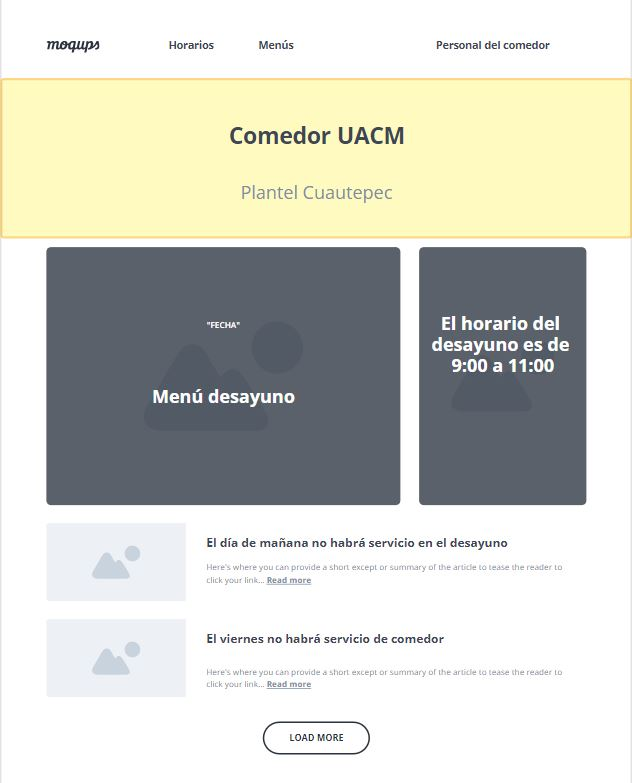 moqups
Horarios
Menús
Personal del comedor
Comedor UACM
Plantel Cuautepec
"FECHA"
Menú desayuno
El horario del
desayuno es de
9:00 a 11:00
El día de mañana no habrá servicio en el desayuno
Here's where you can provide a short except or summary of the article to tease the reader to
click your link... Read more
El viernes no habrá servicio de comedor
Here's where you can provide a short except or summary of the article to tease the reader to
click your link... Read more
LOAD MORE